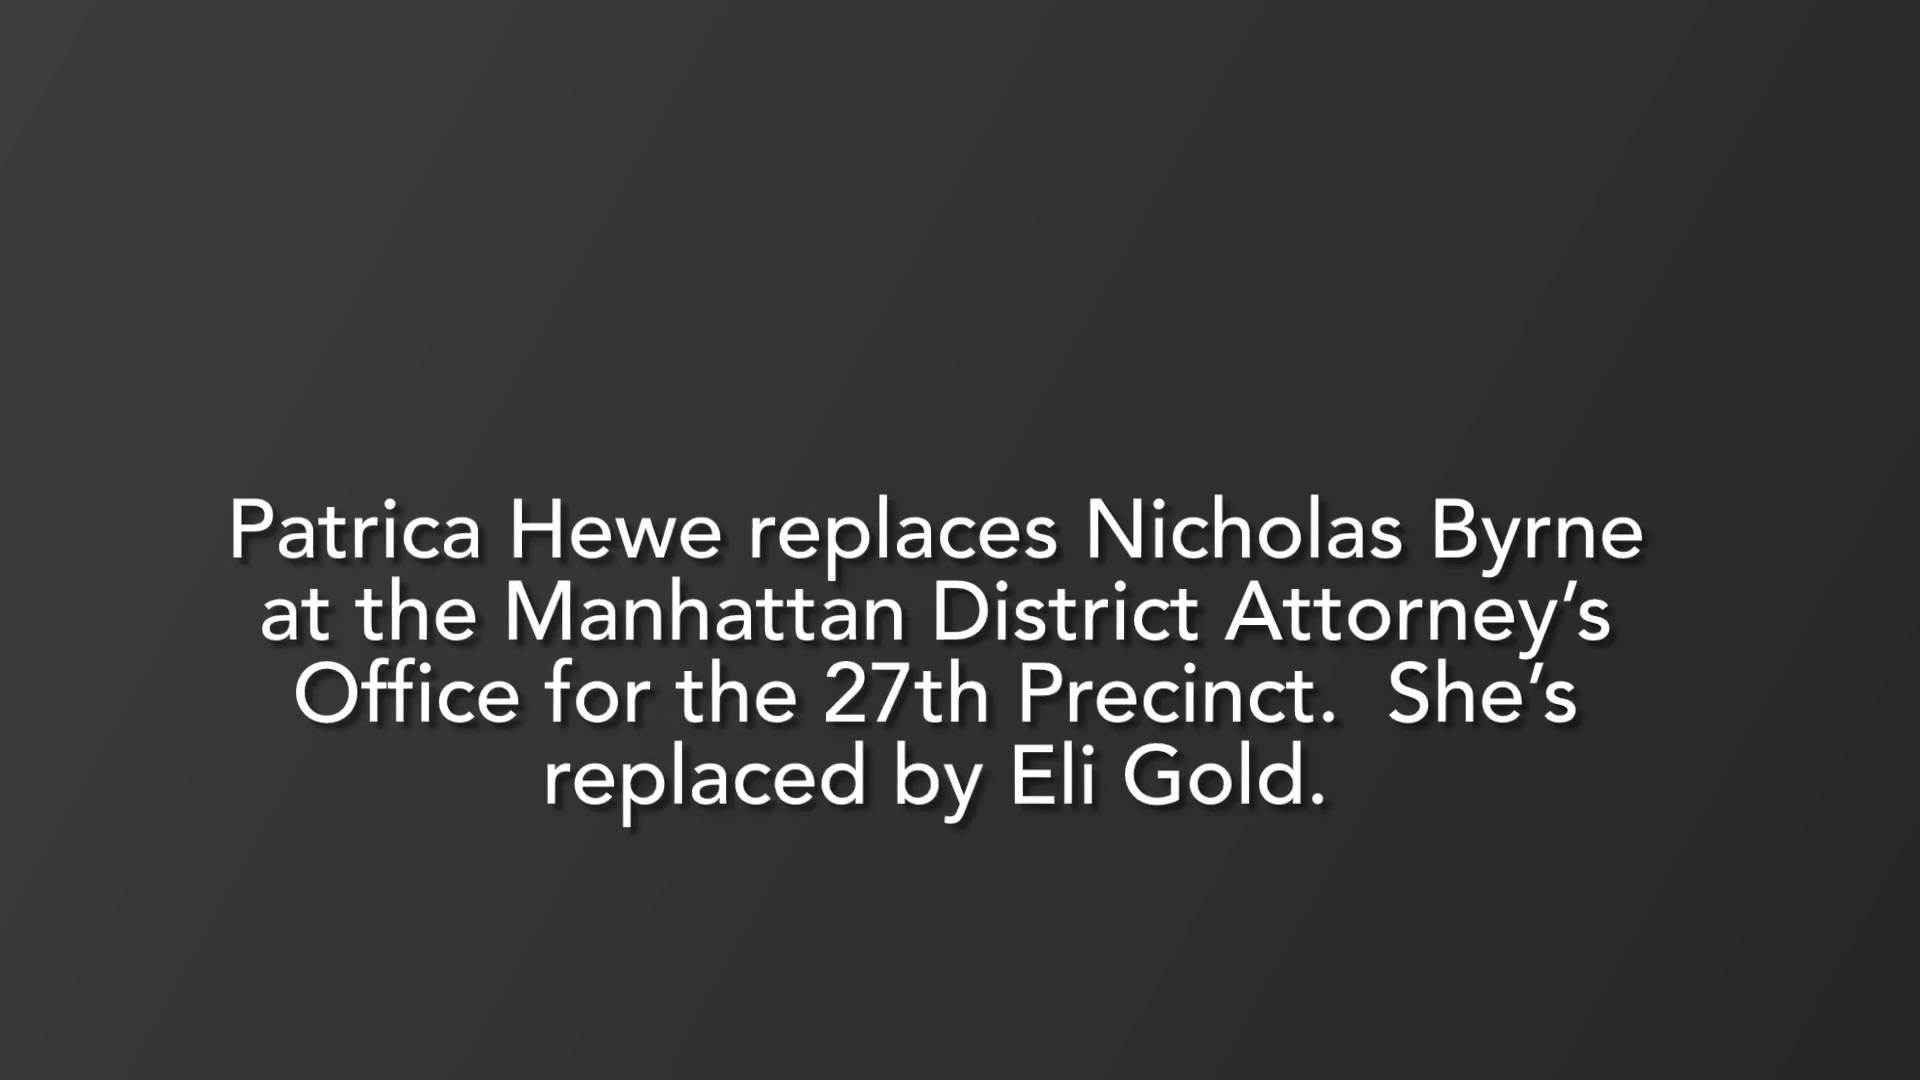 Patrica Hewe replaces Nicholas Byrne
at the Manhattan District Attorney’s
Office for the 27th Precinct.  She’s
replaced by Eli Gold.